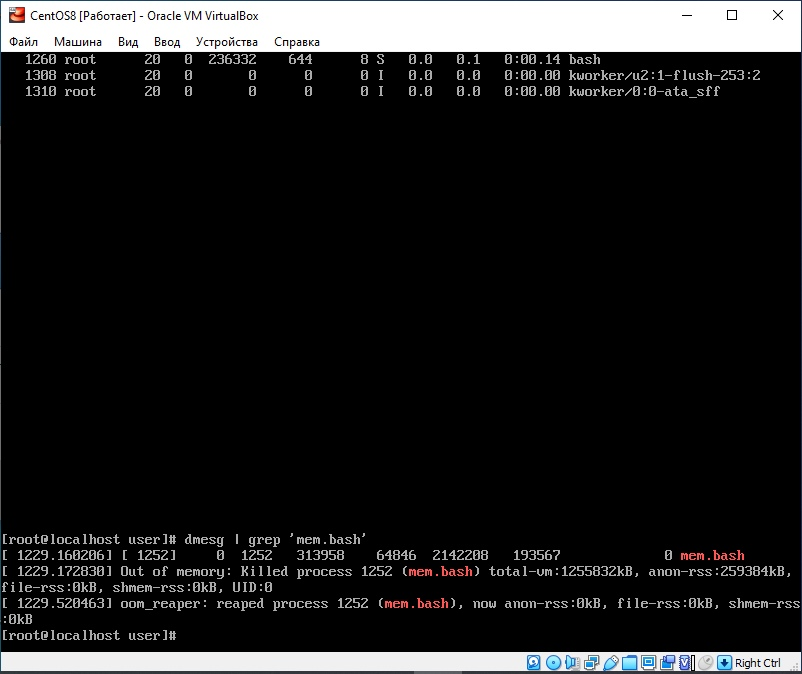 CentOS8 [Работает] - Oracle VM VirtualBox
Файл Машина Вид Ввод Устройства Справка
1260 root 20 0 236332 644 8 S 0.0 0.1 0:00.14 bash
1308 root 20 0 0 0 0 I 0.0 0.0 0:00.00 kworker/u2:1-flush-253:2
1310 root 20 0 0 0 0 I 0.0 0.0 0:00.00 kworker/0:0-ata_sff
[root@localhost user]# dmesg | grep 'mem.bash'
[ 1229.160206] [ 1252] 0 1252 313958 64846 2142208 193567 0 mem.bash
[ 1229.172830] Out of memory: Killed process 1252 (mem.bash) total-vm:1255832kB, anon-rss:259384kB,
file-rss:0kB, shmem-rss:0kB, UID:0
[ 1229.520463] oom_reaper: reaped process 1252 (mem.bash), now anon-rss:0kB, file-rss:0kB, shmem-rss
:0kB
[root@localhost user]#
Right Ctrl